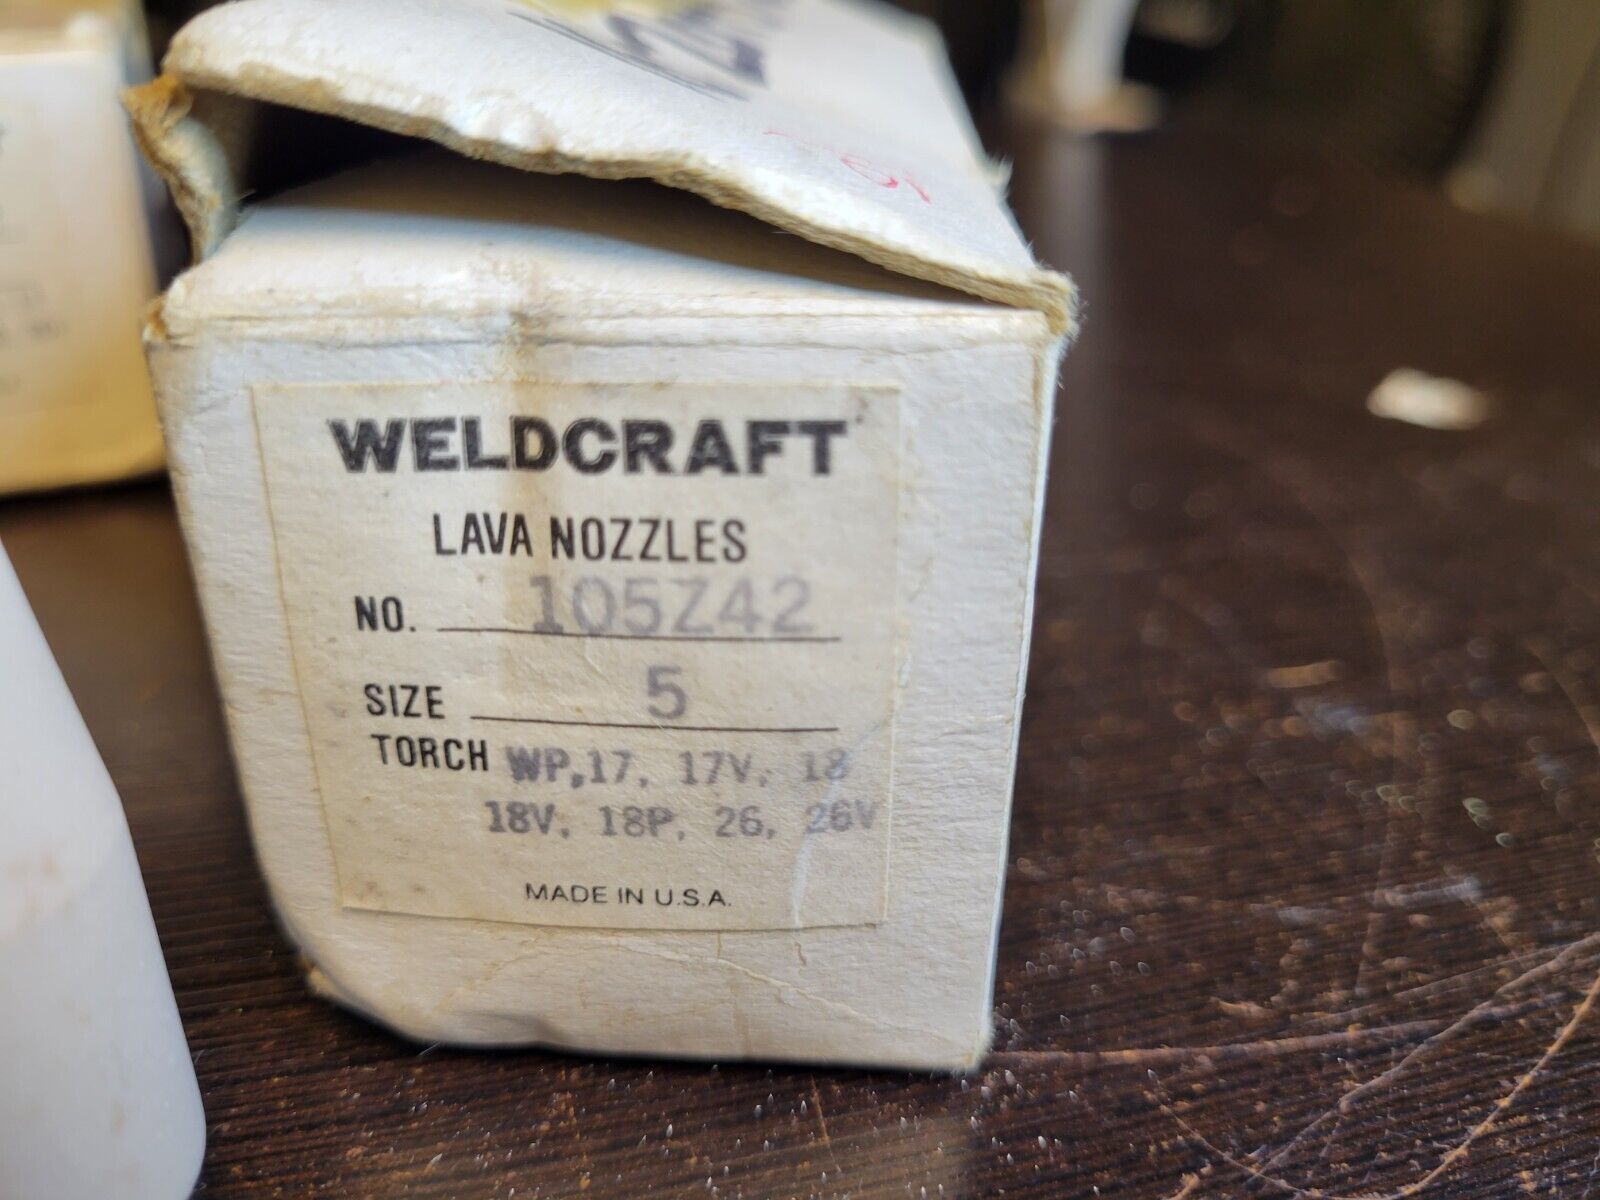 WELDCRAFT
LAVA NOZZLES
NO. 105Z42
SIZE 5
TORCH WP,17, 17V, 18
18V, 18P, 26, 26V
MADE IN U.S.A.